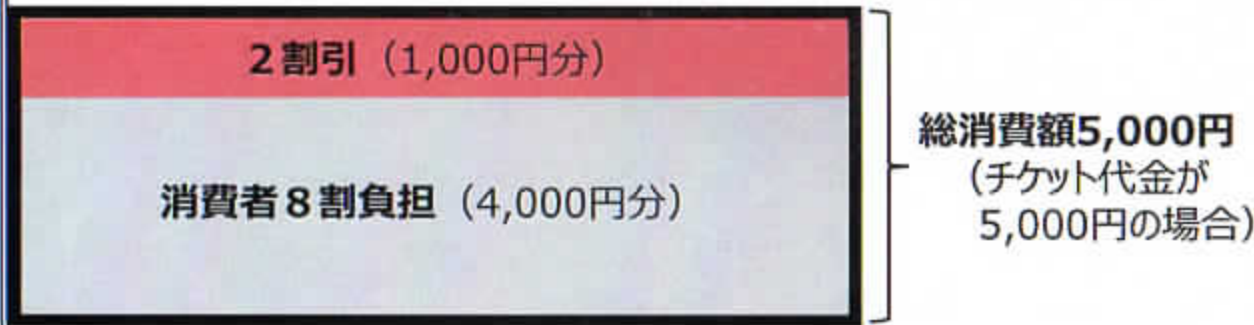 ２割引（1,000円分）
消費者８割負担（4,000円分）
総消費額5,000円
（チケット代金が
5,000円の場合）